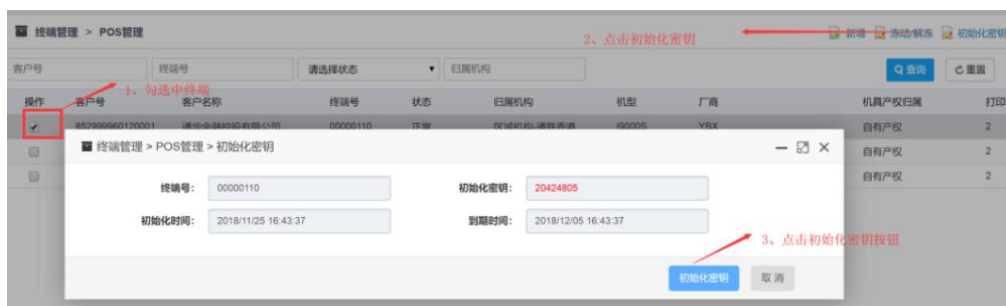 终端管理 > POS管理
2、点击初始化密钥
新增 冻结/解冻 初始化密钥
客户号 终端号 请选择状态 归属机构 查询 重置
1、勾选中终端
操作 客户号 客户名称 终端号 状态 归属机构 机型 厂商 机具产权归属 打印
852999960120001 00000110 正常 I9000S YBX 自有产权 2
终端管理 > POS管理 > 初始化密钥
自有产权 2
自有产权 2
终端号: 00000110 初始化密钥: 20424805
初始化时间: 2018/11/25 16:43:37 到期时间: 2018/12/05 16:43:37
3、点击初始化密钥按钮
初始化密钥 取消